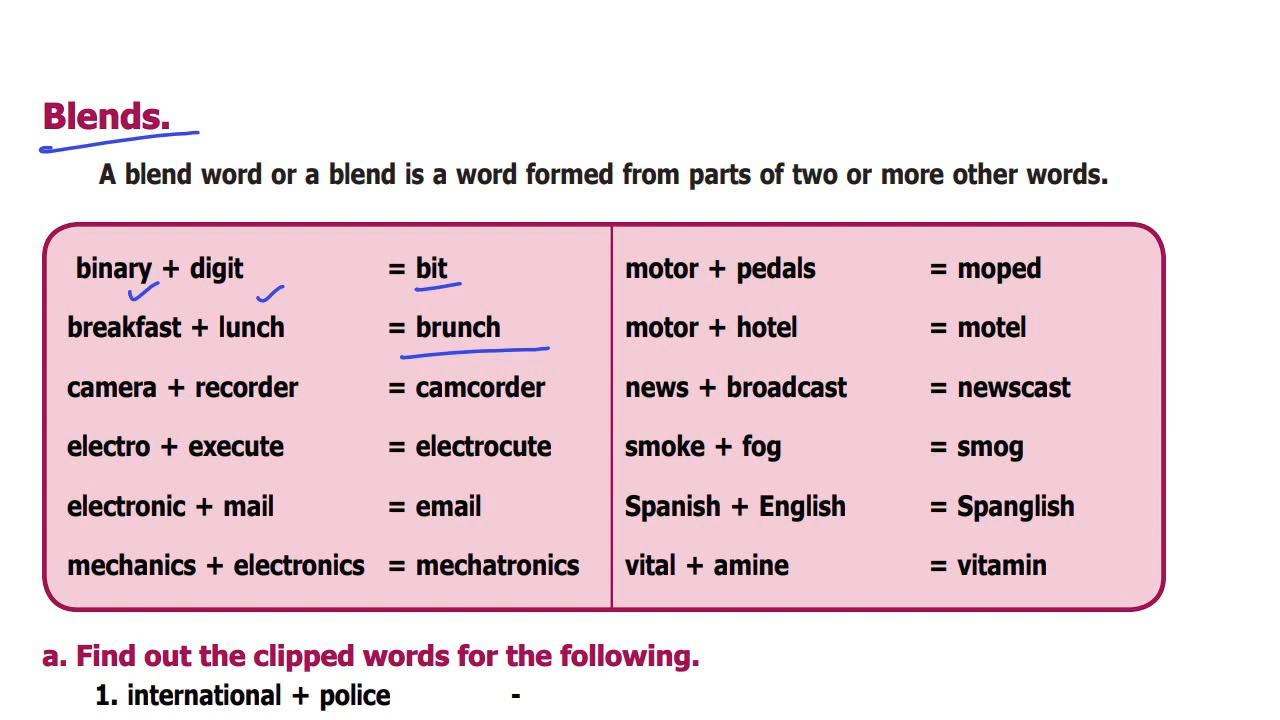 Blends.
A blend word or a blend is a word formed from parts of two or more other words.
binary + digit = bit
breakfast + lunch = brunch
camera + recorder = camcorder
electro + execute = electrocute
electronic + mail = email
mechanics + electronics = mechatronics
motor + pedals = moped
motor + hotel = motel
news + broadcast = newscast
smoke + fog = smog
Spanish + English = Spanglish
vital + amine = vitamin
a. Find out the clipped words for the following.
1. international + police -